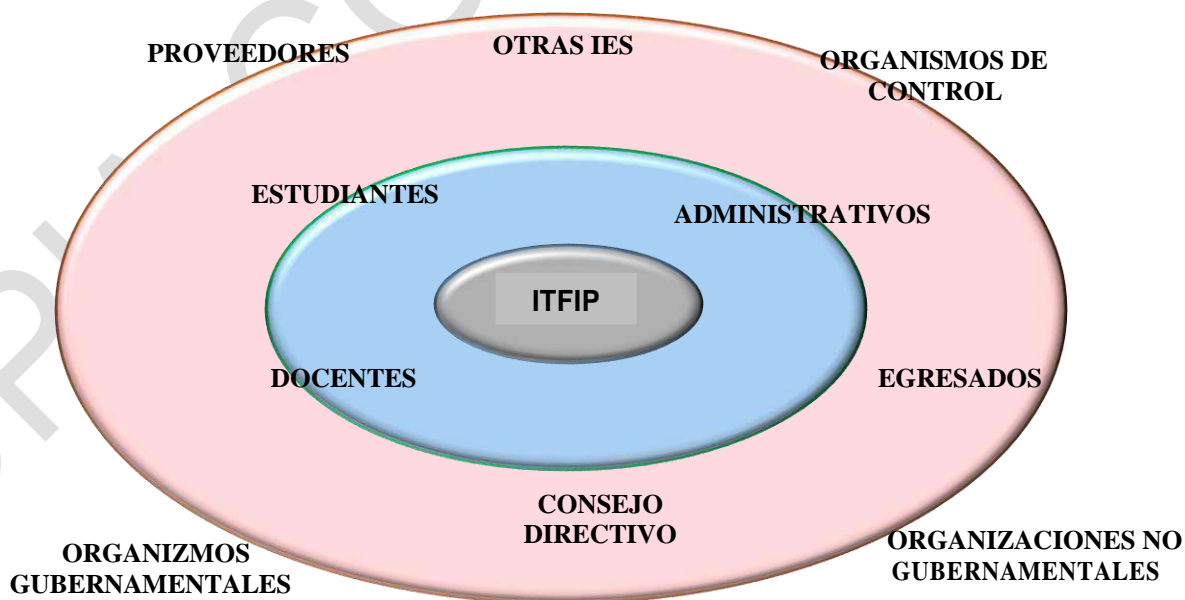 PROVEEDORES
OTRAS IES
ORGANISMOS DE
CONTROL
ESTUDIANTES
ADMINISTRATIVOS
ITFIP
DOCENTES
EGRESADOS
CONSEJO
DIRECTIVO
ORGANIZMOS
GUBERNAMENTALES
ORGANIZACIONES NO
GUBERNAMENTALES